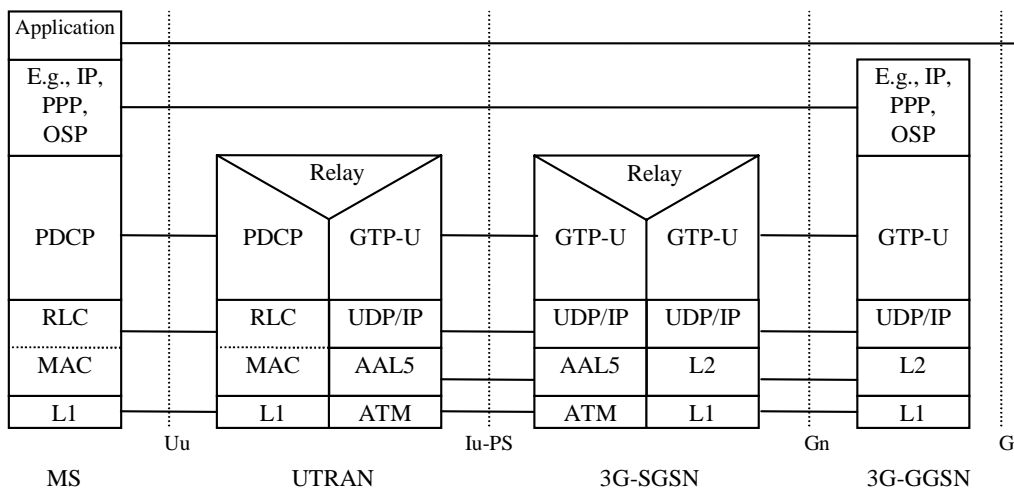 Application
E.g., IP,
PPP,
OSP
E.g., IP,
PPP,
OSP
Relay
Relay
PDCP
PDCP
GTP-U
GTP-U
GTP-U
GTP-U
RLC
RLC
UDP/IP
UDP/IP
UDP/IP
UDP/IP
MAC
MAC
AAL5
AAL5
L2
L2
L1
L1
ATM
ATM
L1
L1
Uu
Iu-PS
Gn
G
MS
UTRAN
3G-SGSN
3G-GGSN